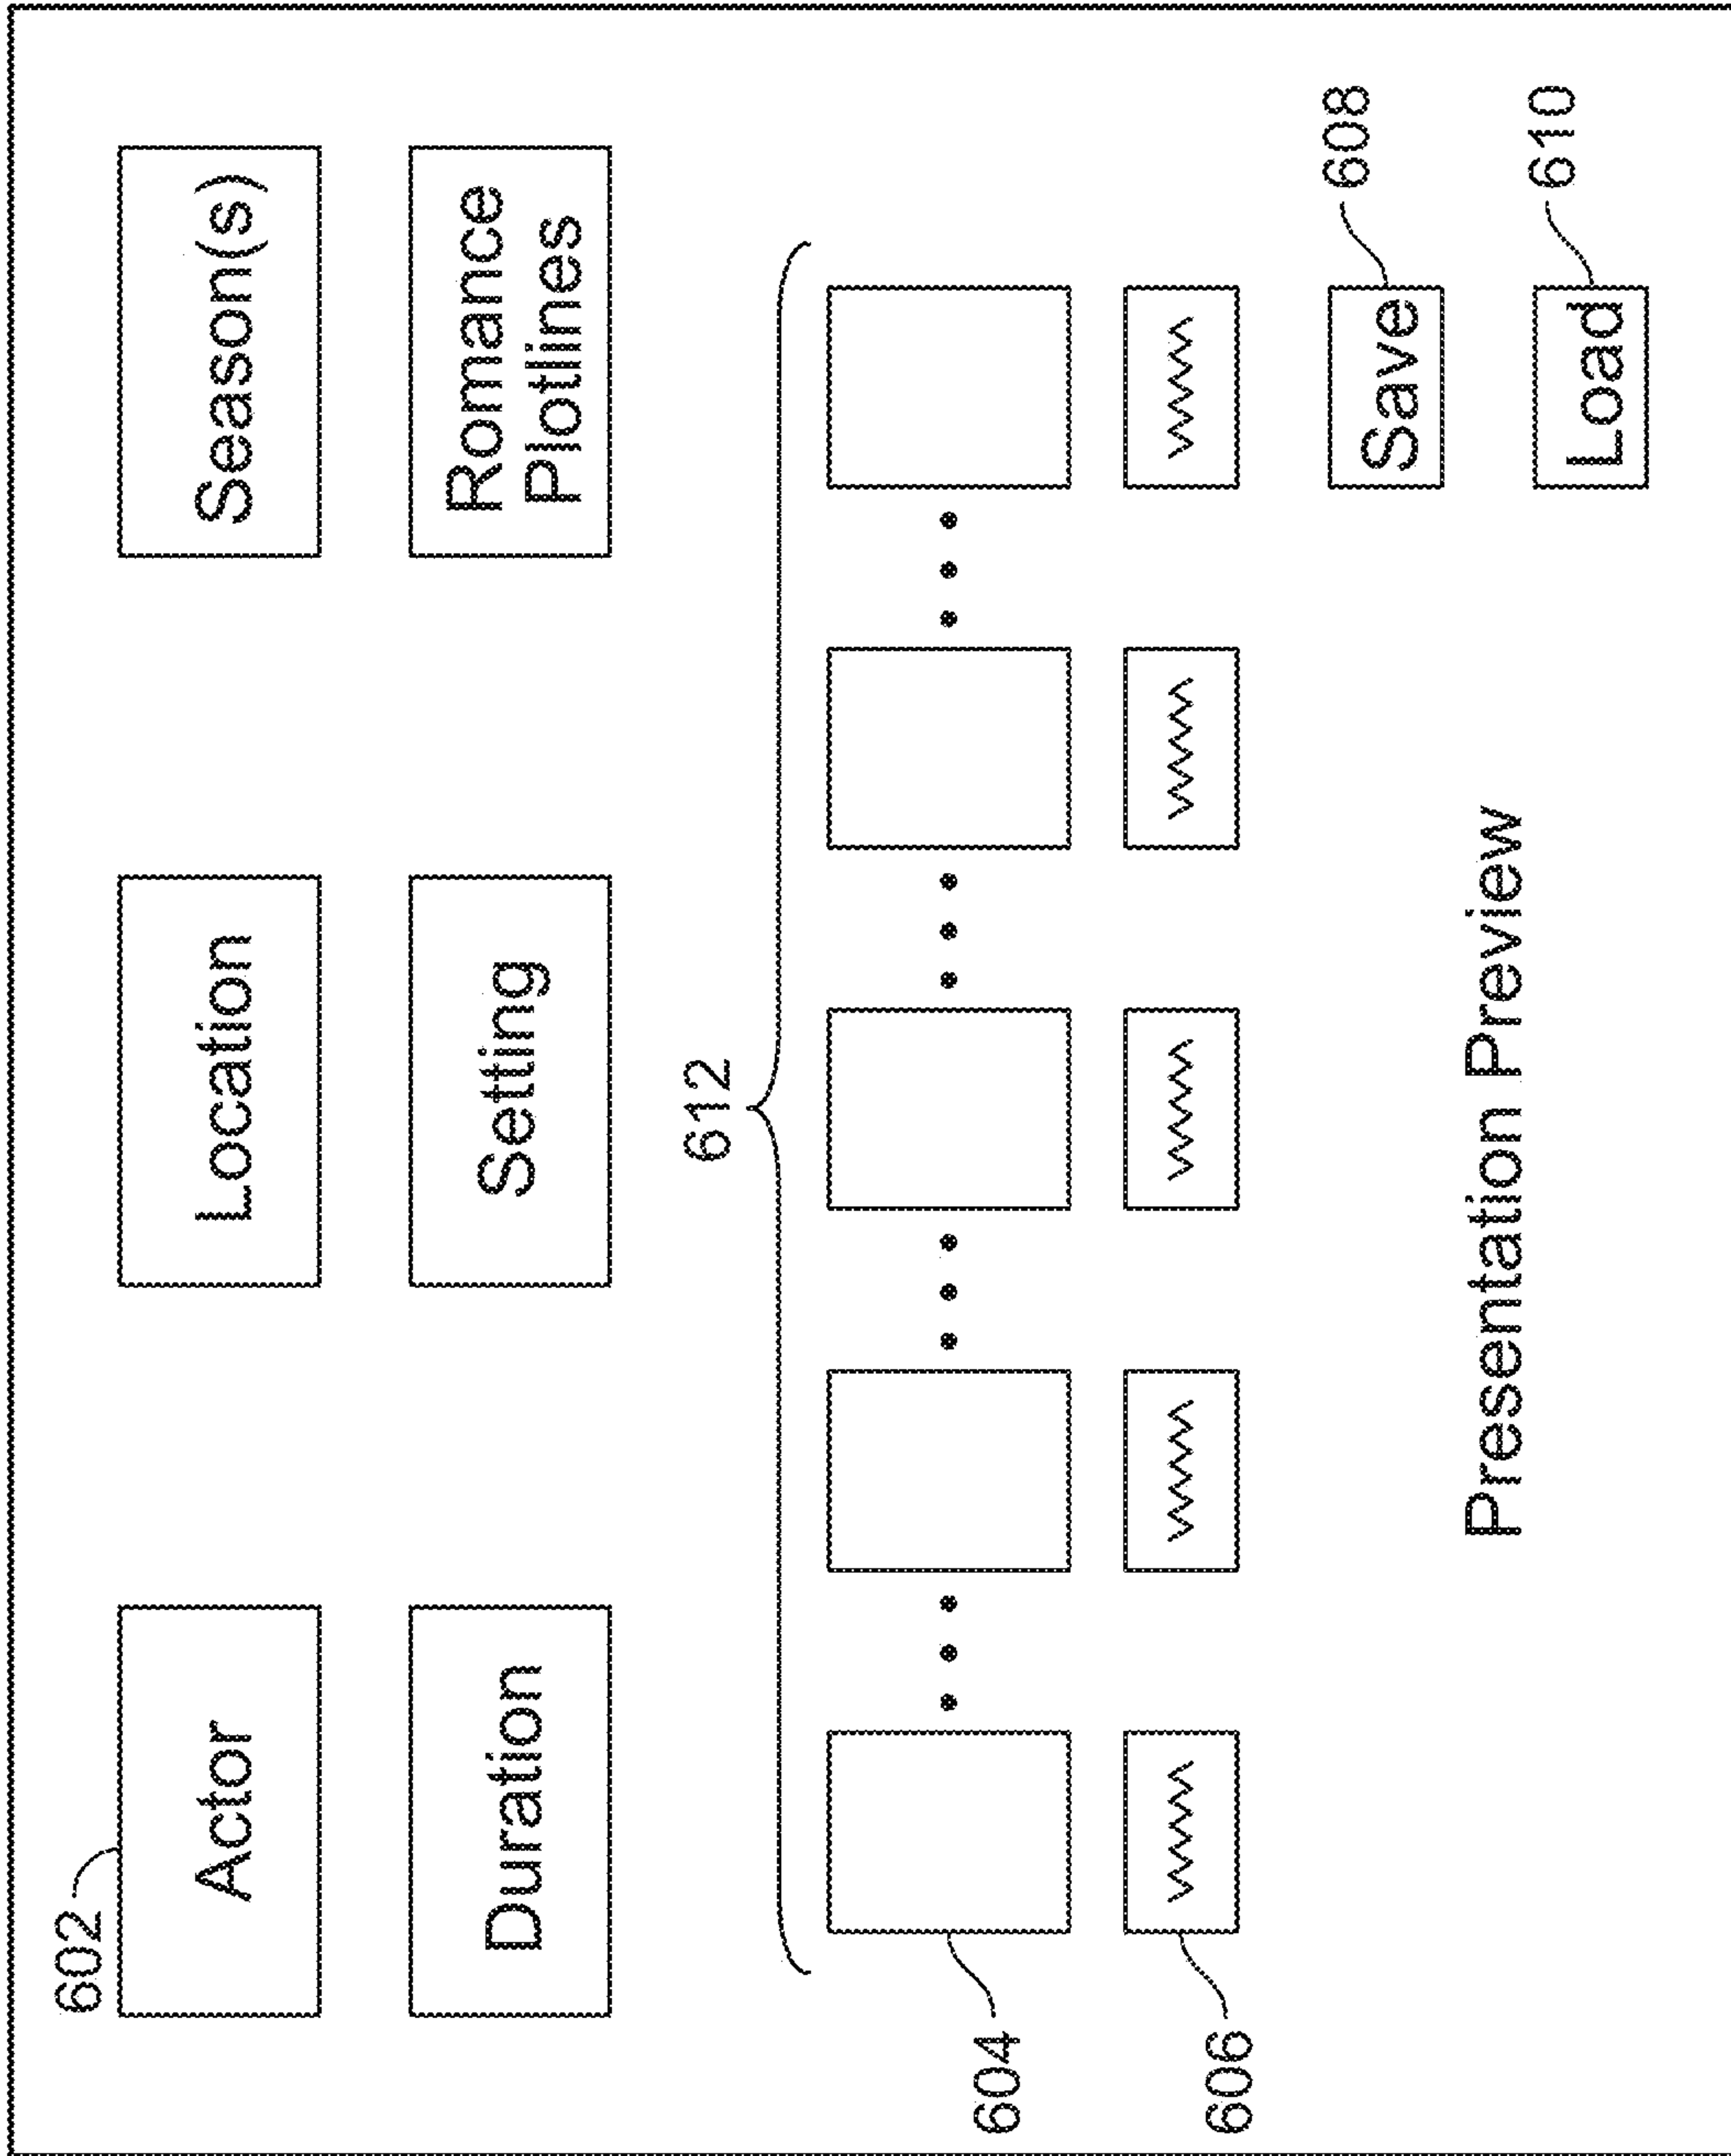 602
Actor
Location
Season(s)
Duration
Setting
Romance
Plotlines
612
604
606
608
Save
610
Load
Presentation Preview